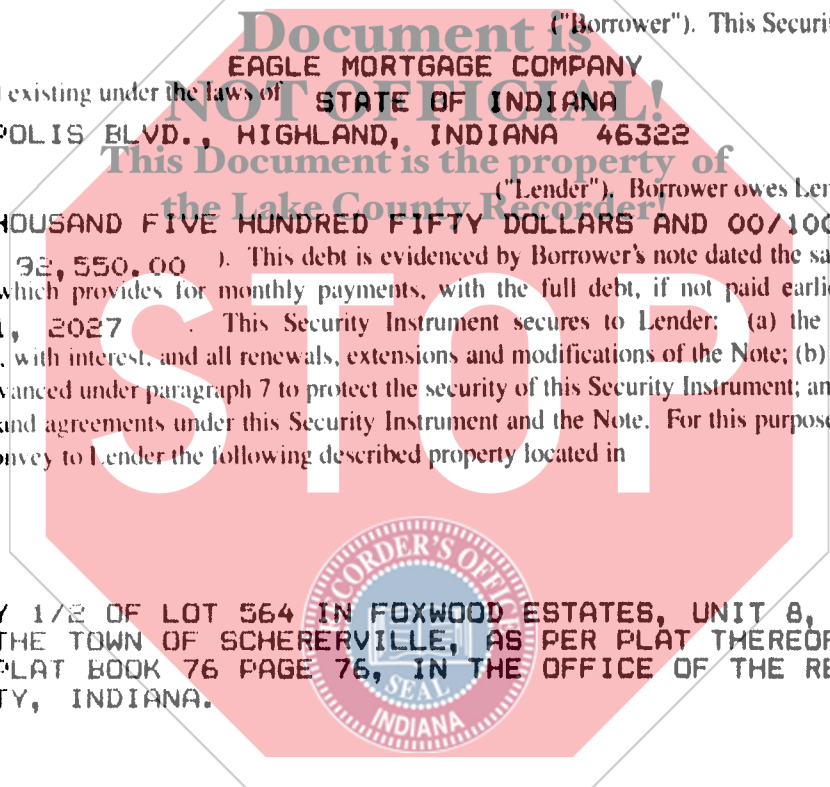 Document is
("Borrower"). This Securi
EAGLE MORTGAGE COMPANY
existing under the laws of STATE OF INDIANA
NOT OFFICIAL!
POLIS BLVD., HIGHLAND, INDIANA 46322
This Document is the property of
("Lender"). Borrower owes Len
the Lake County Recorder!
HOUSAND FIVE HUNDRED FIFTY DOLLARS AND 00/100
92,550.00 ). This debt is evidenced by Borrower's note dated the sa
which provides for monthly payments, with the full debt, if not paid earli
1, 2027 . This Security Instrument secures to Lender: (a) the
, with interest, and all renewals, extensions and modifications of the Note; (b)
vanced under paragraph 7 to protect the security of this Security Instrument; an
and agreements under this Security Instrument and the Note. For this purpose
onvey to Lender the following described property located in
STOP
RECORDER'S OFFICE
Y 1/2 OF LOT 564 IN FOXWOOD ESTATES, UNIT 8,
THE TOWN OF SCHERERVILLE, AS PER PLAT THEREOF
PLAT BOOK 76 PAGE 76, IN THE OFFICE OF THE RE
TY, INDIANA.
SEAL
INDIANA